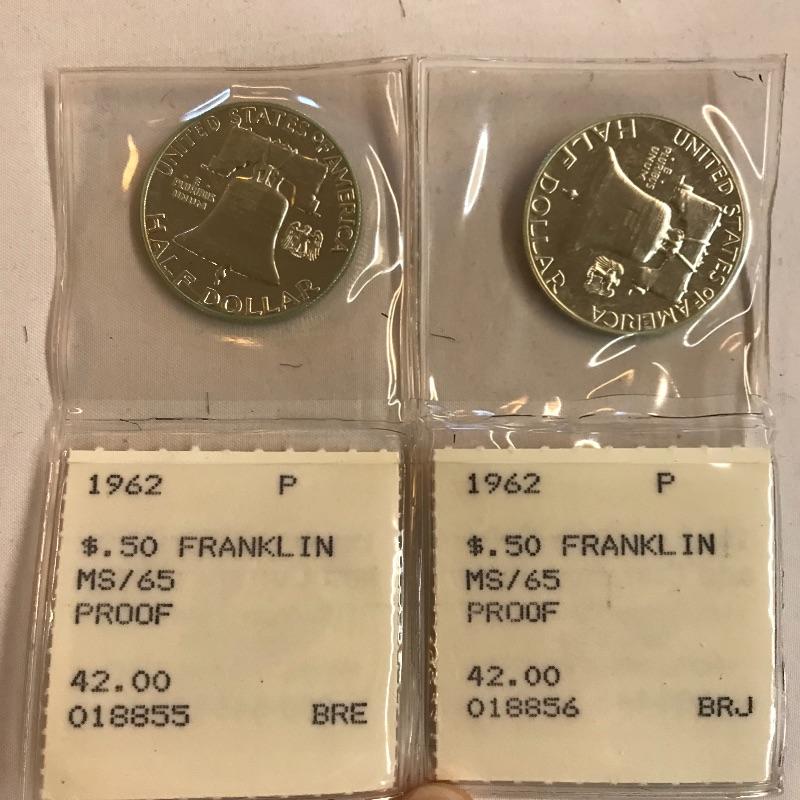 UNITED STATES OF AMERICA
E
PLURIBUS
UNUM
HALF DOLLAR
UNITED STATES OF AMERICA
E
PLURIBUS
UNUM
HALF DOLLAR
1962 P
$.50 FRANKLIN
MS/65
PROOF
42.00
018855 BRE
1962 P
$.50 FRANKLIN
MS/65
PROOF
42.00
018856 BRJ